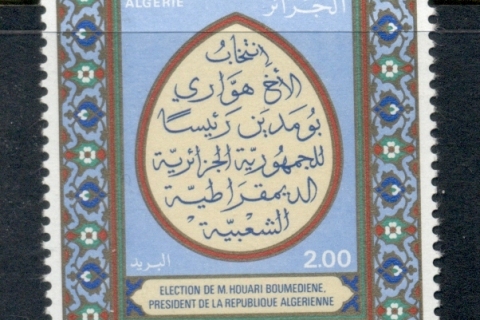 ALGERIE الجزائر
انتخاب
الأخ هواري
بومدين رئيسا
للجمهورية الجزائرية
الديمقراطية
الشعبية
البريد 2.00
ELECTION DE M. HOUARI BOUMEDIENE,
PRESIDENT DE LA REPUBLIQUE ALGERIENNE